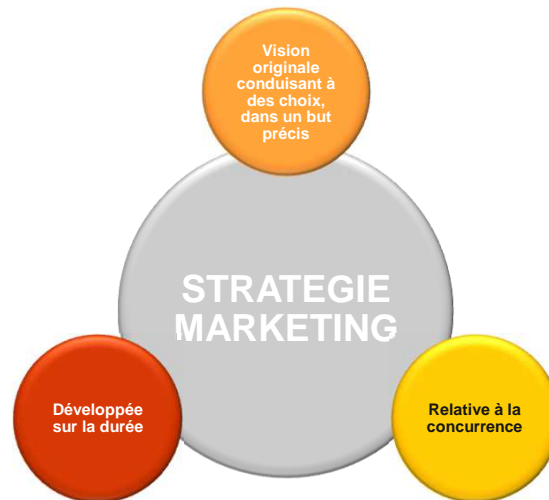 Vision
originale
conduisant à
des choix,
dans un but
précis
STRATEGIE
MARKETING
Développée
sur la durée
Relative à la
concurrence